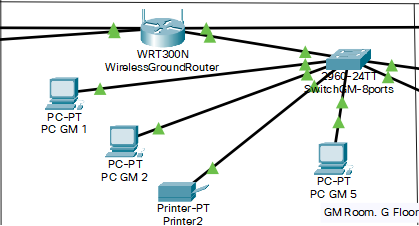 WRT300N
WirelessGroundRouter
2960-24TT
SwitchGM-8ports
PC-PT
PC GM 1
PC-PT
PC GM 2
PC-PT
PC GM 5
Printer-PT
Printer2
GM Room. G Floor